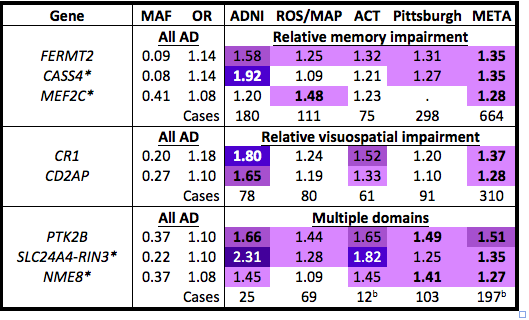 Gene MAF OR ADNI ROS/MAP ACT Pittsburgh META
All AD Relative memory impairment
FERMT2 0.09 1.14 1.58 1.25 1.32 1.31 1.35
CASS4* 0.08 1.14 1.92 1.09 1.21 1.27 1.35
MEF2C* 0.41 1.08 1.20 1.48 1.23 . 1.28
Cases 180 111 75 298 664
All AD Relative visuospatial impairment
CR1 0.20 1.18 1.80 1.24 1.52 1.20 1.37
CD2AP 0.27 1.10 1.65 1.19 1.33 1.10 1.28
Cases 78 80 61 91 310
All AD Multiple domains
PTK2B 0.37 1.10 1.66 1.44 1.65 1.49 1.51
SLC24A4-RIN3* 0.22 1.10 2.31 1.28 1.82 1.25 1.35
NME8* 0.37 1.08 1.45 1.09 1.45 1.41 1.27
Cases 25 69 12ᵇ 103 197ᵇ